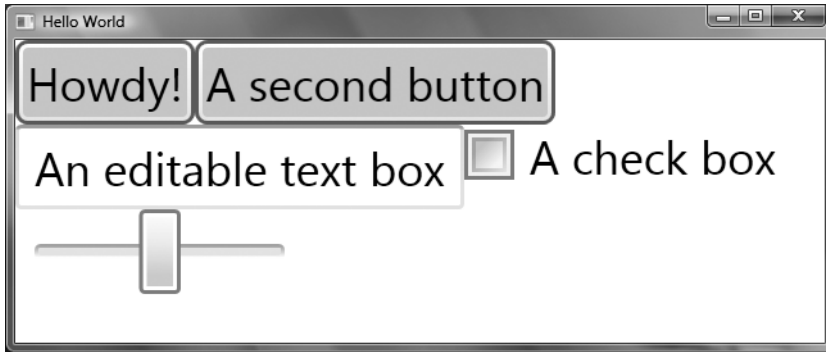 Hello World
Howdy! A second button
An editable text box A check box